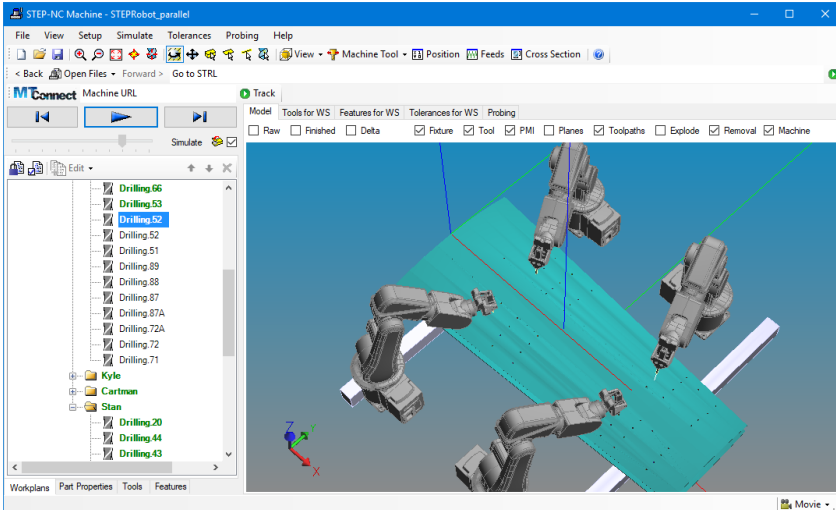 STEP-NC Machine - STEPRobot_parallel
File View Setup Simulate Tolerances Probing Help
View Machine Tool Position Feeds Cross Section
< Back Open Files Forward > Go to STRL
MTConnect Machine URL
Track
Model Tools for WS Features for WS Tolerances for WS Probing
Raw Finished Delta Fixture Tool PMI Planes Toolpaths Explode Removal Machine
Simulate
Edit
Drilling.66
Drilling.53
Drilling.52
Drilling.52
Drilling.51
Drilling.89
Drilling.88
Drilling.87
Drilling.87A
Drilling.72A
Drilling.72
Drilling.71
Kyle
Cartman
Stan
Drilling.20
Drilling.44
Drilling.43
Z Y
X
Workplans Part Properties Tools Features
Movie